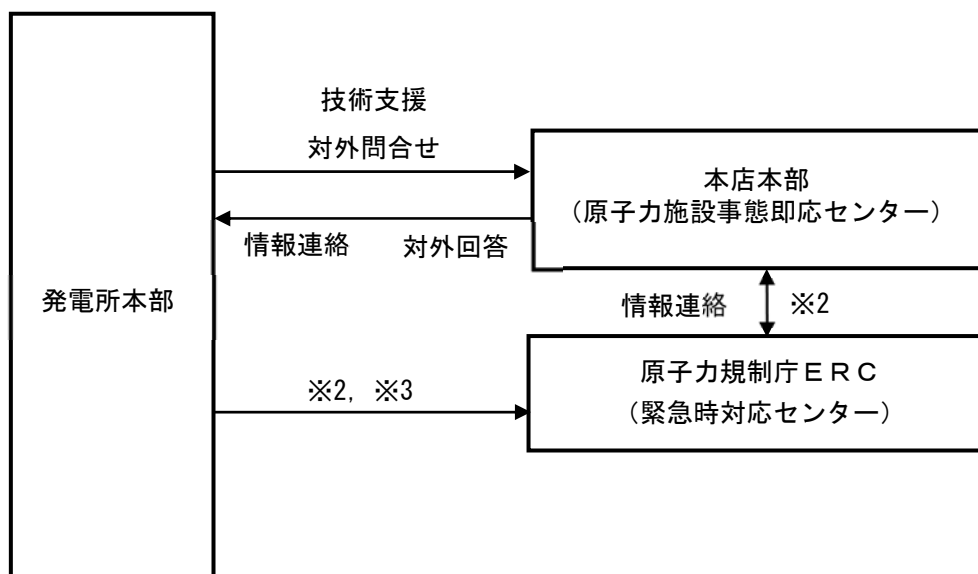 技術支援
対外問合せ
本店本部
（原子力施設事態即応センター）
情報連絡　対外回答
発電所本部
情報連絡　※2
※2，※3
原子力規制庁ＥＲＣ
（緊急時対応センター）